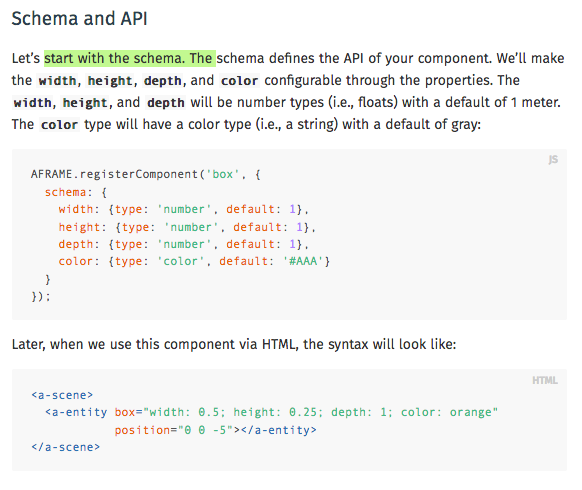 Schema and API
Let’s start with the schema. The schema defines the API of your component. We’ll make
the width, height, depth, and color configurable through the properties. The
width, height, and depth will be number types (i.e., floats) with a default of 1 meter.
The color type will have a color type (i.e., a string) with a default of gray:
JS
AFRAME.registerComponent('box', {
  schema: {
    width: {type: 'number', default: 1},
    height: {type: 'number', default: 1},
    depth: {type: 'number', default: 1},
    color: {type: 'color', default: '#AAA'}
  }
});
Later, when we use this component via HTML, the syntax will look like:
HTML
<a-scene>
  <a-entity box="width: 0.5; height: 0.25; depth: 1; color: orange"
            position="0 0 -5"></a-entity>
</a-scene>